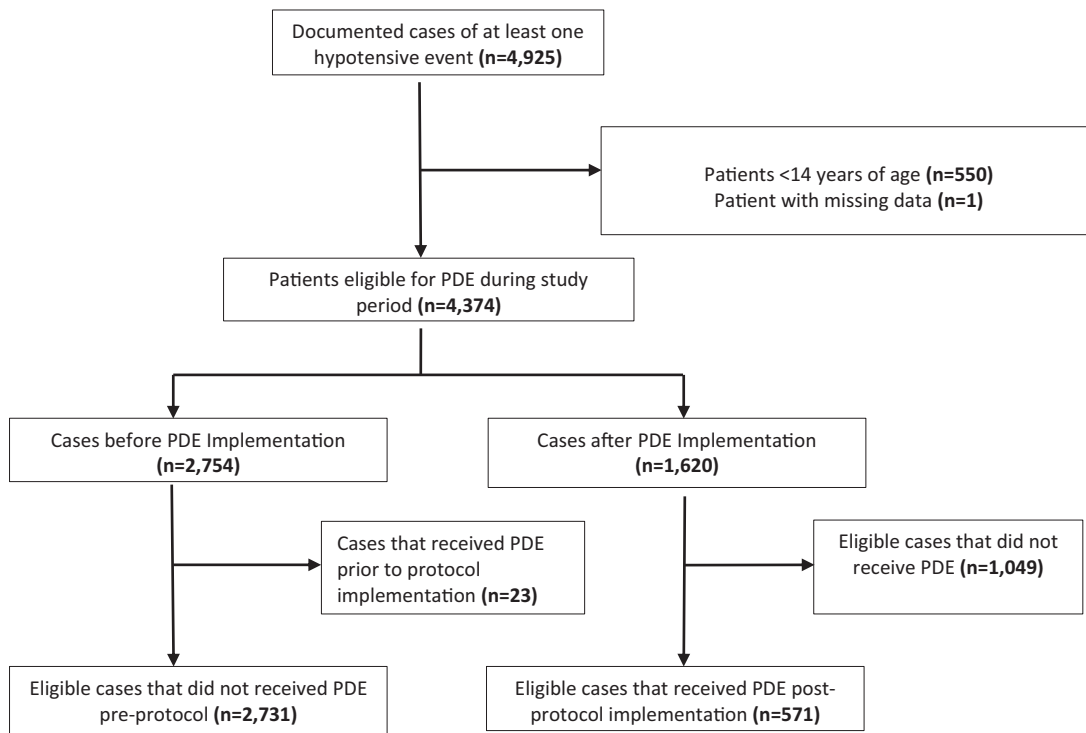 Documented cases of at least one
hypotensive event (n=4,925)
Patients <14 years of age (n=550)
Patient with missing data (n=1)
Patients eligible for PDE during study
period (n=4,374)
Cases before PDE Implementation
(n=2,754)
Cases after PDE Implementation
(n=1,620)
Cases that received PDE
prior to protocol
implementation (n=23)
Eligible cases that did not
receive PDE (n=1,049)
Eligible cases that did not received PDE
pre-protocol (n=2,731)
Eligible cases that received PDE post-
protocol implementation (n=571)